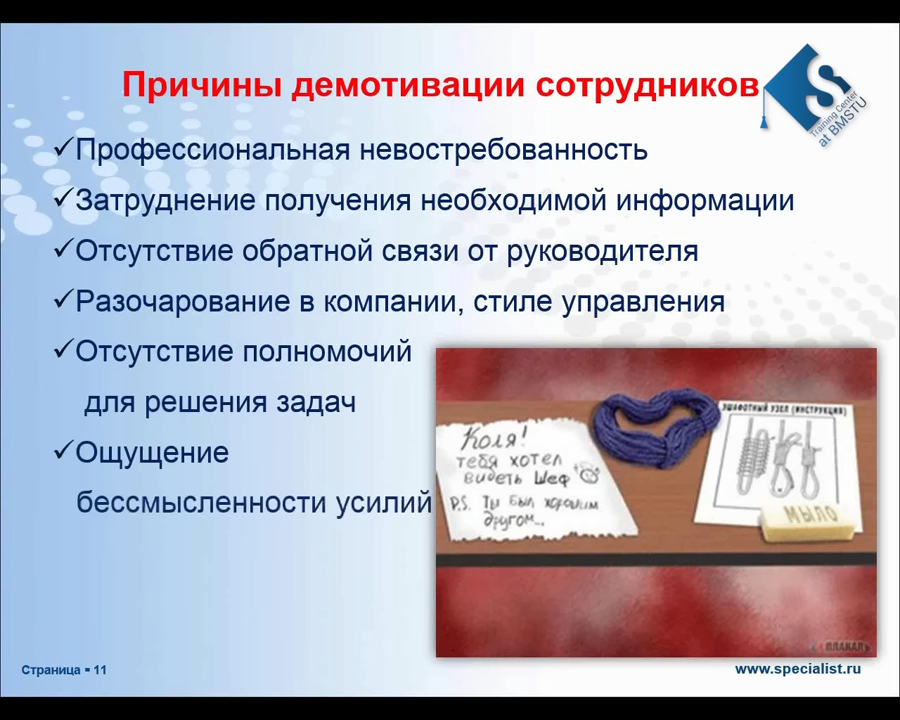 Причины демотивации сотрудников
S
Training Center
at BMSTU
✓Профессиональная невостребованность
✓Затруднение получения необходимой информации
✓Отсутствие обратной связи от руководителя
✓Разочарование в компании, стиле управления
✓Отсутствие полномочий
для решения задач
✓Ощущение
бессмысленности усилий
Коля!
тебя хотел
видеть Шеф
P.S. Ты был хорошим
другом...
ЭШАФОТНЫЙ УЗЕЛ (ИНСТРУКЦИЯ)
МЫЛО
Страница ▪ 11
www.specialist.ru